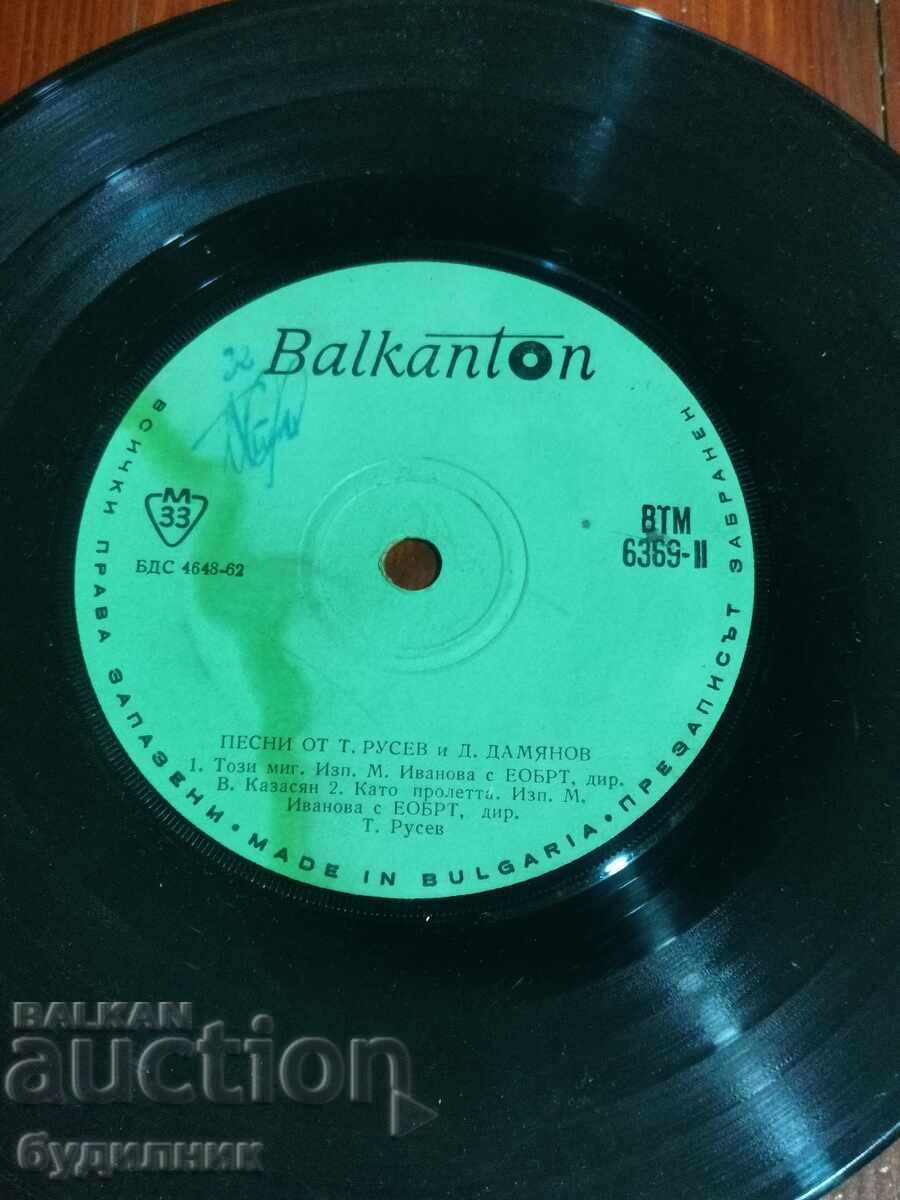 Balkanton
32
М
33
БДС 4648-62
ВТМ
6369-II
ПЕСНИ ОТ Т. РУСЕВ и Д. ДАМЯНОВ
1. Този миг. Изп. М. Иванова с ЕОБРТ, дир.
В. Казасян 2. Като пролетта. Изп. М.
Иванова с ЕОБРТ, дир.
Т. Русев
ВСИЧКИ ПРАВА ЗАПАЗЕНИ • MADE IN BULGARIA • ПРЕЗАПИСЪТ ЗАБРАНЕН
BALKAN
auction
будилник